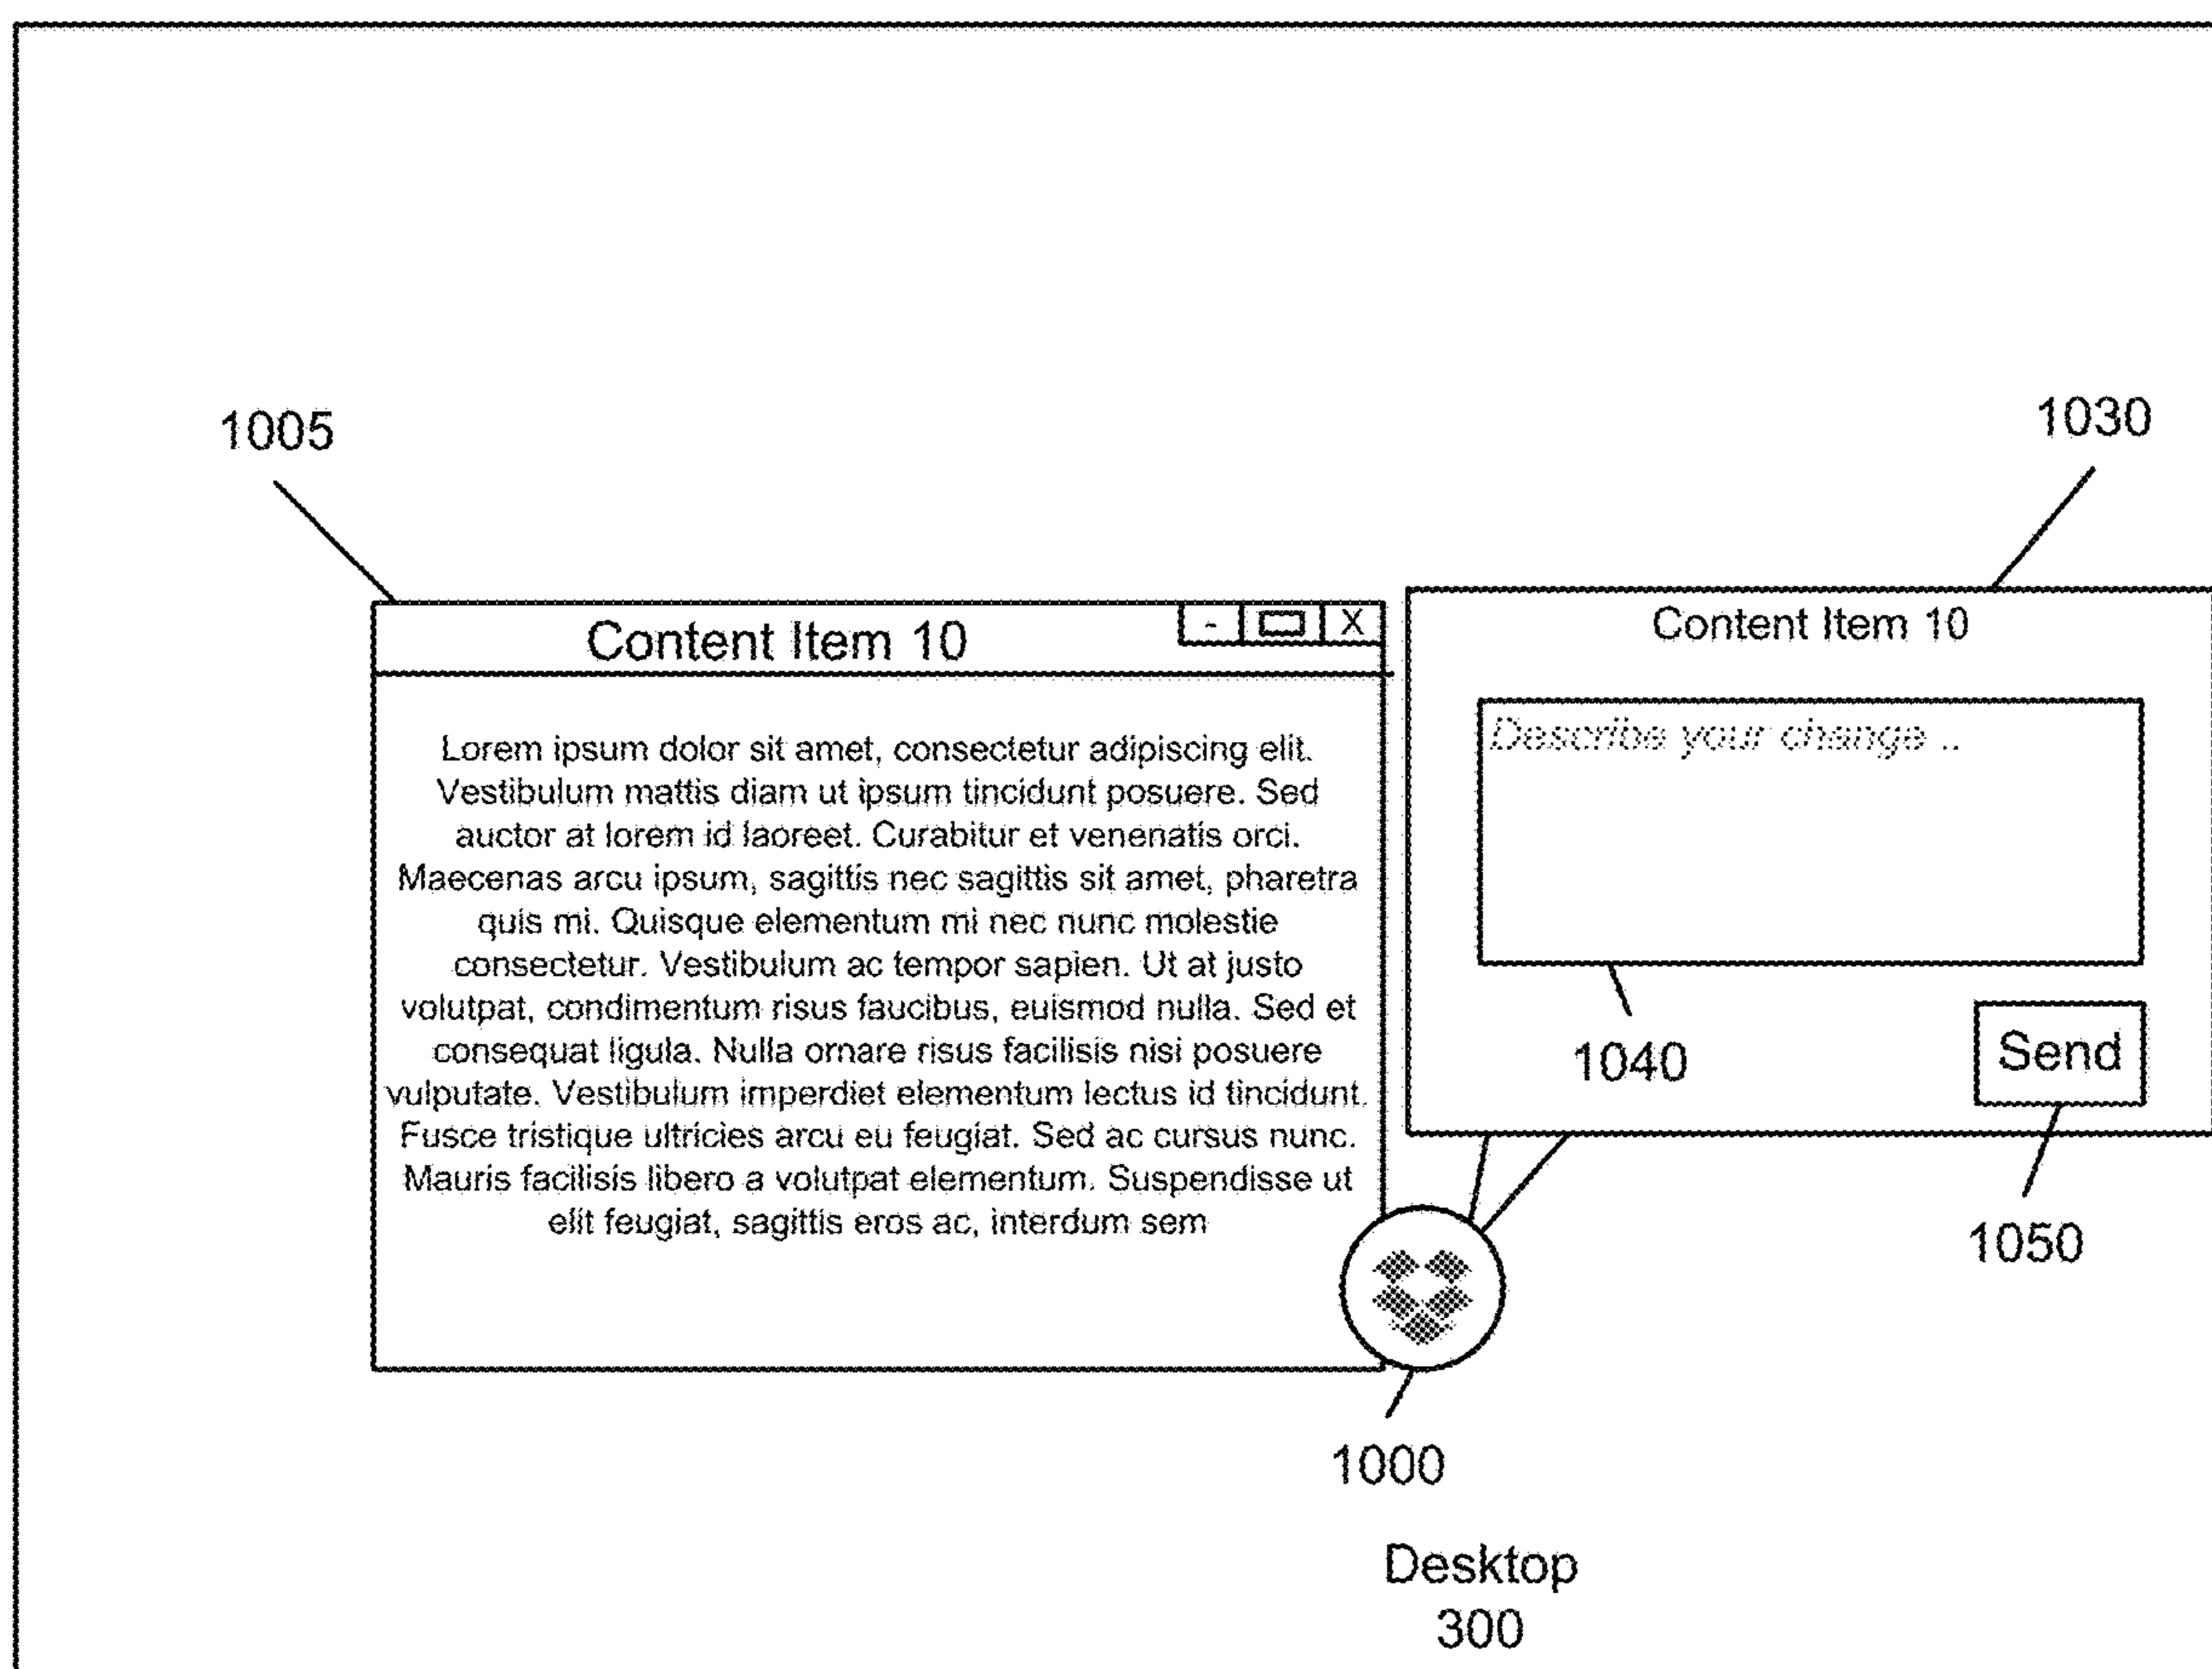 1005
1030
Content Item 10
- X
Lorem ipsum dolor sit amet, consectetur adipiscing elit.
Vestibulum mattis diam ut ipsum tincidunt posuere. Sed
auctor at lorem id laoreet. Curabitur et venenatis orci.
Maecenas arcu ipsum, sagittis nec sagittis sit amet, pharetra
quis mi. Quisque elementum mi nec nunc molestie
consectetur. Vestibulum ac tempor sapien. Ut at justo
volutpat, condimentum risus faucibus, euismod nulla. Sed et
consequat ligula. Nulla ornare risus facilisis nisi posuere
vulputate. Vestibulum imperdiet elementum lectus id tincidunt.
Fusce tristique ultricies arcu eu feugiat. Sed ac cursus nunc.
Mauris facilisis libero a volutpat elementum. Suspendisse ut
elit feugiat, sagittis eros ac, interdum sem
Content Item 10
Describe your change ..
1040
Send
1050
1000
Desktop
300